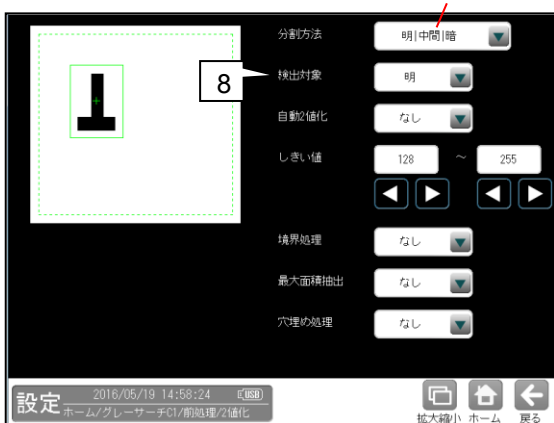 分割方法 明|中間|暗
8 検出対象 明
自動2値化 なし
しきい値 128 ~ 255
境界処理 なし
最大面積抽出 なし
穴埋め処理 なし
設定 2016/05/19 14:58:24 USB
ホーム/グレーサーチC1/前処理/2値化
拡大縮小 ホーム 戻る